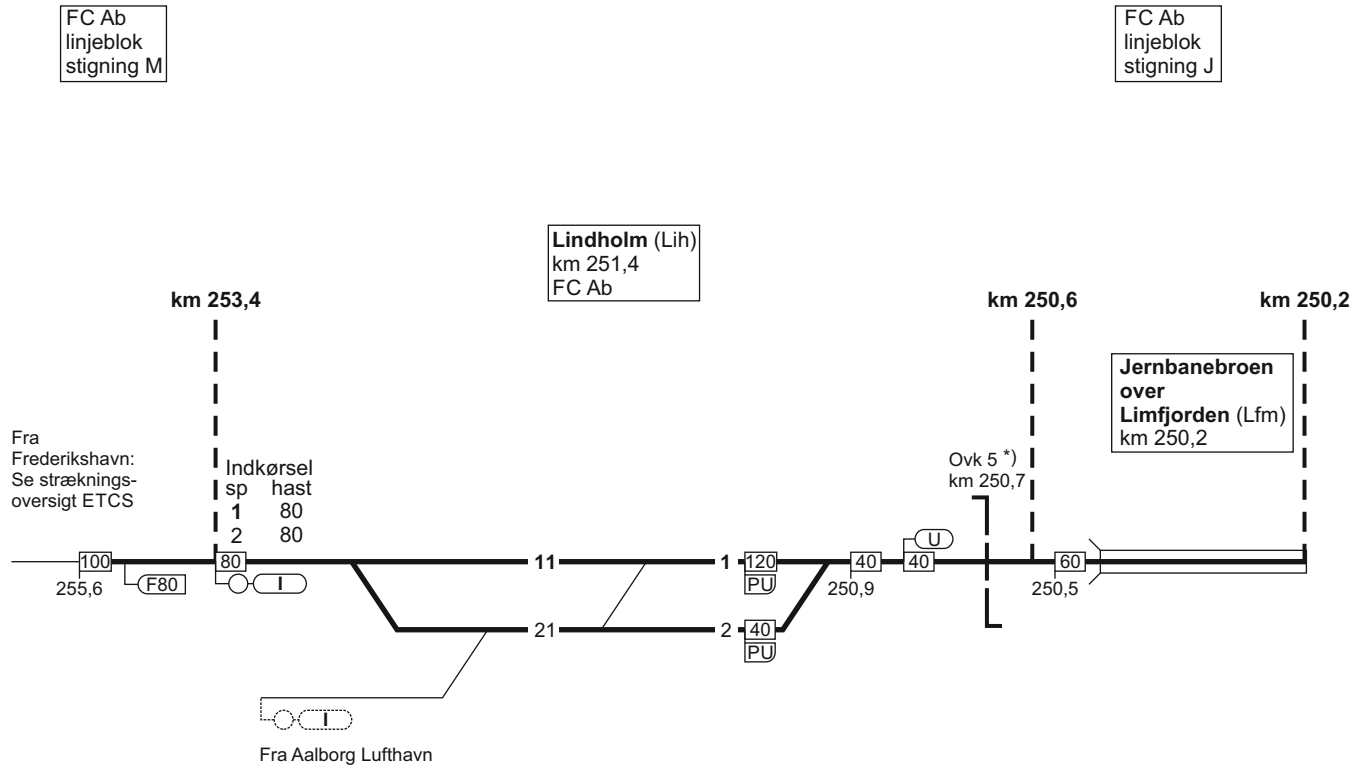 FC Ab
linjeblok
stigning M
FC Ab
linjeblok
stigning J
Lindholm (Lih)
km 251,4
FC Ab
km 253,4
km 250,6
km 250,2
Jernbanebroen
over
Limfjorden (Lfm)
km 250,2
Fra
Frederikshavn:
Se stræknings-
oversigt ETCS
Indkørsel
sp hast
1 80
2 80
Ovk 5 *)
km 250,7
U
100
80
11
1
120
40
40
60
255,6
F80
I
PU
250,9
250,5
21
2
40
PU
I
Fra Aalborg Lufthavn